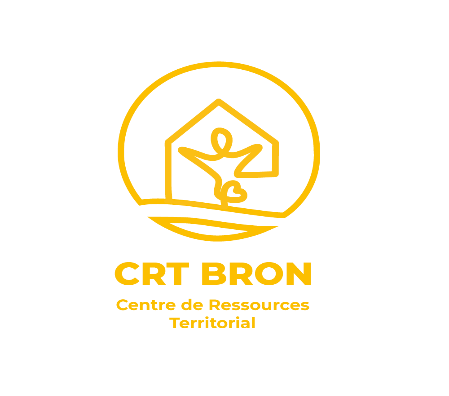 CRT BRON
Centre de Ressources
Territorial